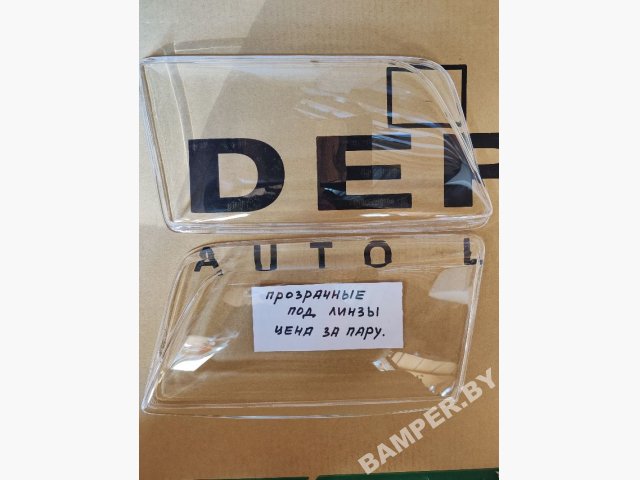 DEP
AUTO L
прозрачные
под линзы
цена за пару.
BAMPER.BY